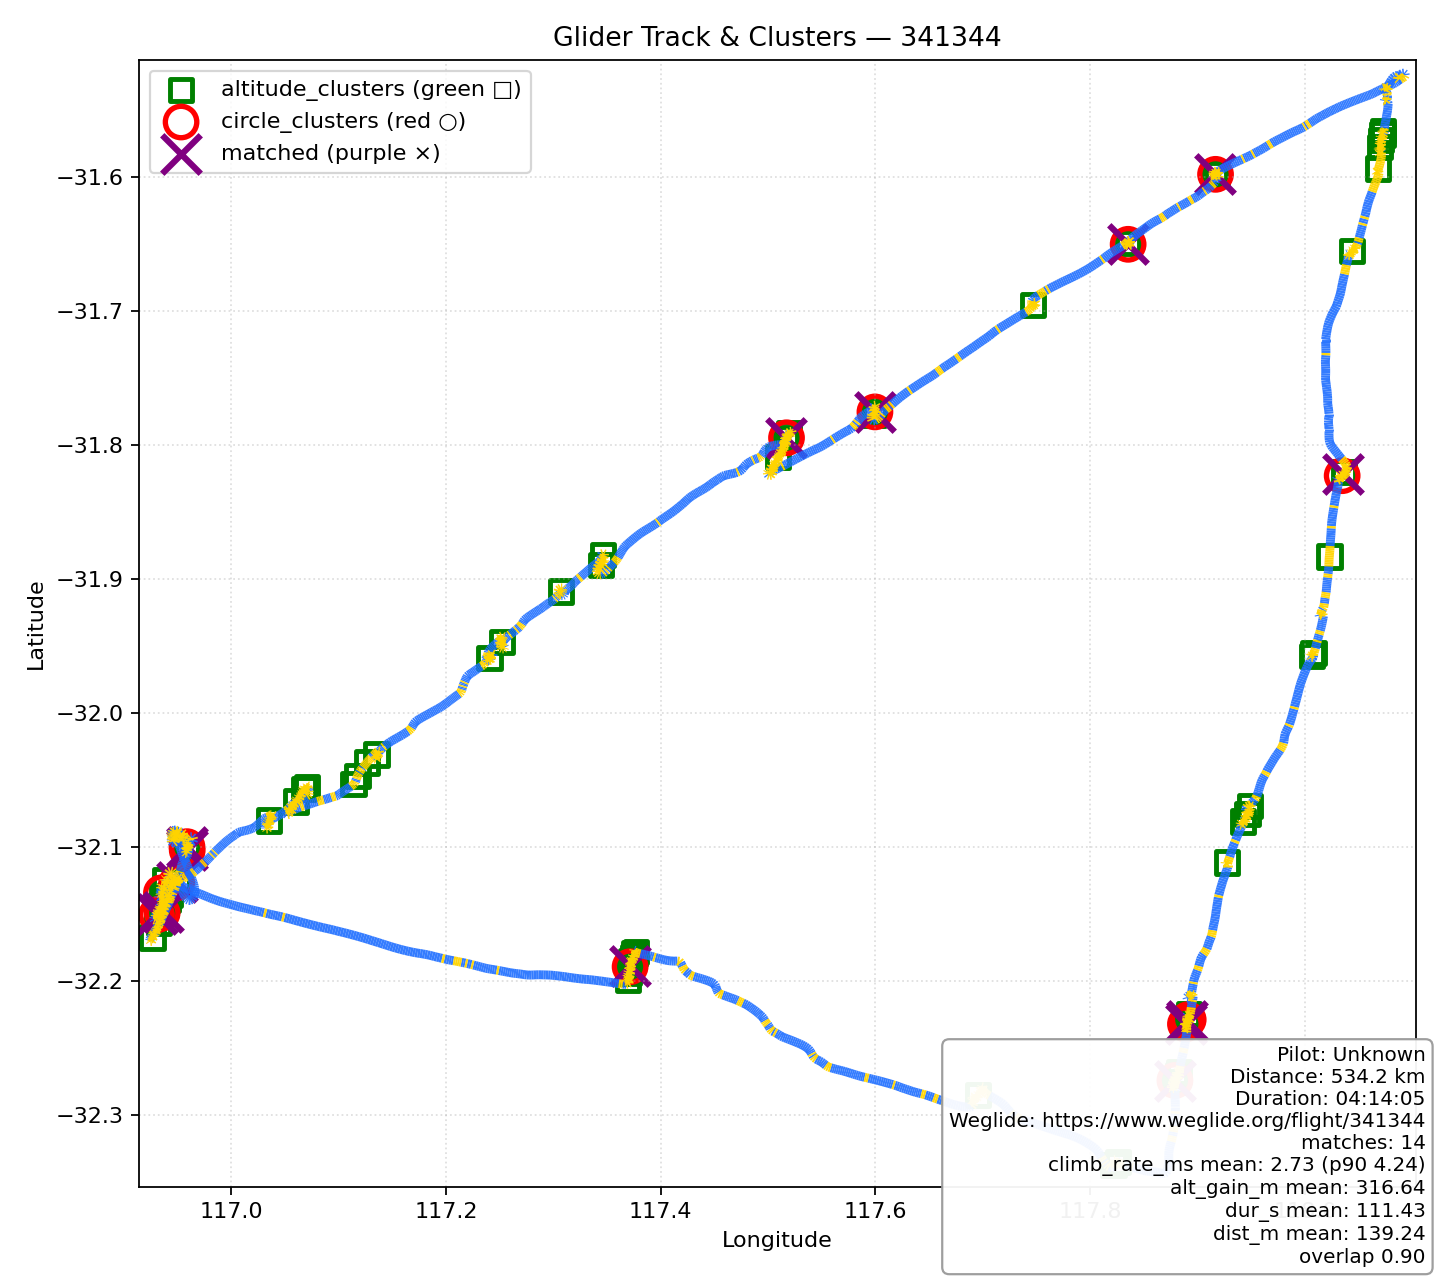 Glider Track & Clusters — 341344
altitude_clusters (green □)
circle_clusters (red ○)
matched (purple ×)
Latitude
−31.6
−31.7
−31.8
−31.9
−32.0
−32.1
−32.2
−32.3
117.0
117.2
117.4
117.6
117.8
Longitude
Pilot: Unknown
Distance: 534.2 km
Duration: 04:14:05
Weglide: https://www.weglide.org/flight/341344
matches: 14
climb_rate_ms mean: 2.73 (p90 4.24)
alt_gain_m mean: 316.64
dur_s mean: 111.43
dist_m mean: 139.24
overlap 0.90